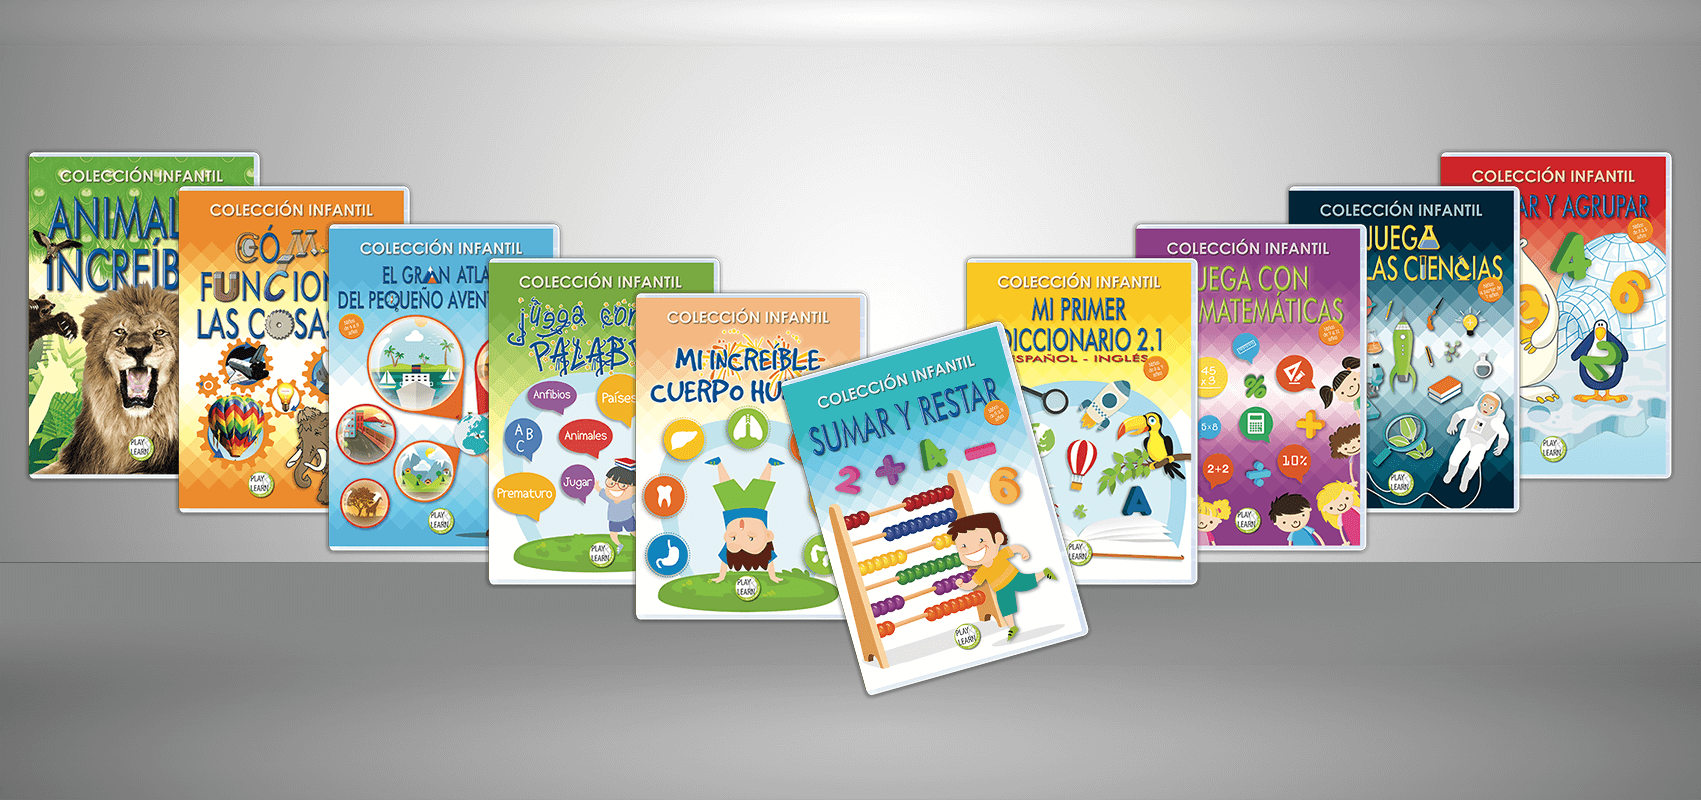 COLECCIÓN INFANTIL
ANIMAL
INCREÍB
PLAY
LEARN
COLECCIÓN INFANTIL
CÓM
FUNCION
LAS COSAS
PLAY
LEARN
COLECCIÓN INFANTIL
EL GRAN ATLA
DEL PEQUEÑO AVENT
PLAY
LEARN
COLECCIÓN INFANTIL
juega con
PALAB
Anfibios
Países
A B
C
Animales
Jugar
Prematuro
PLAY
LEARN
COLECCIÓN INFANTIL
MI INCREÍBLE
CUERPO HU
PLAY
LEARN
COLECCIÓN INFANTIL
SUMAR Y RESTAR
2 + 4 - 6
PLAY
LEARN
COLECCIÓN INFANTIL
MI PRIMER
DICCIONARIO 2.1
ESPAÑOL - INGLÉS
A
PLAY
LEARN
COLECCIÓN INFANTIL
JUEGA CON
MATEMÁTICAS
45
x 3
%
5x8
+
2+2
÷
10%
PLAY
LEARN
COLECCIÓN INFANTIL
JUEGA
LAS CIENCIAS
PLAY
LEARN
COLECCIÓN INFANTIL
AR Y AGRUPAR
4
6
2
2
PLAY
LEARN